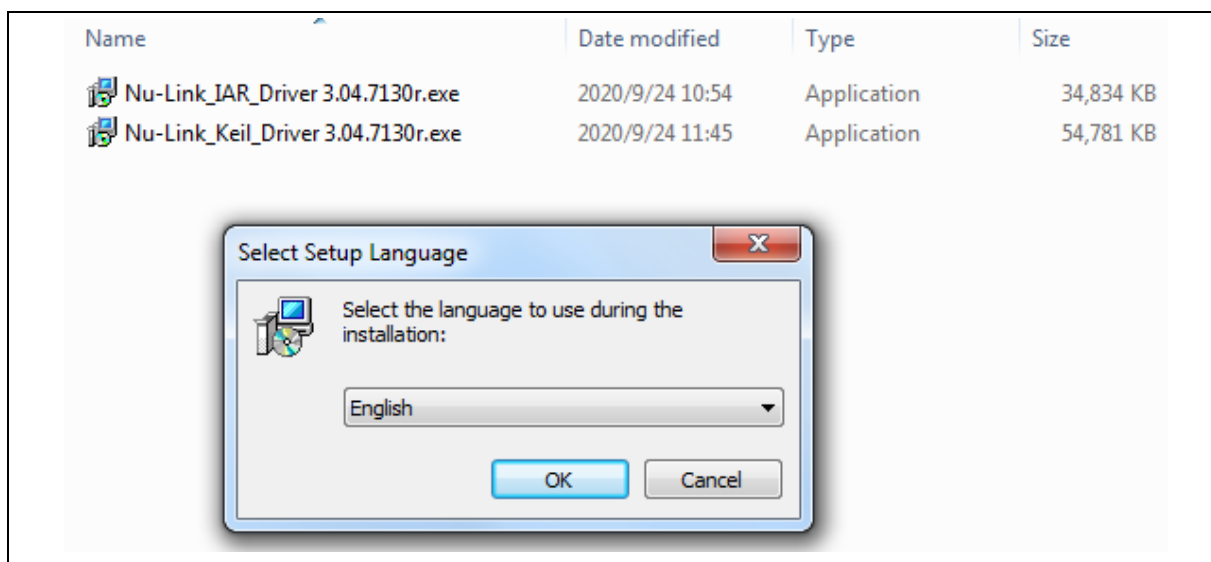 Name Date modified Type Size
Nu-Link_IAR_Driver 3.04.7130r.exe 2020/9/24 10:54 Application 34,834 KB
Nu-Link_Keil_Driver 3.04.7130r.exe 2020/9/24 11:45 Application 54,781 KB
Select Setup Language
Select the language to use during the
installation:
English
OK Cancel